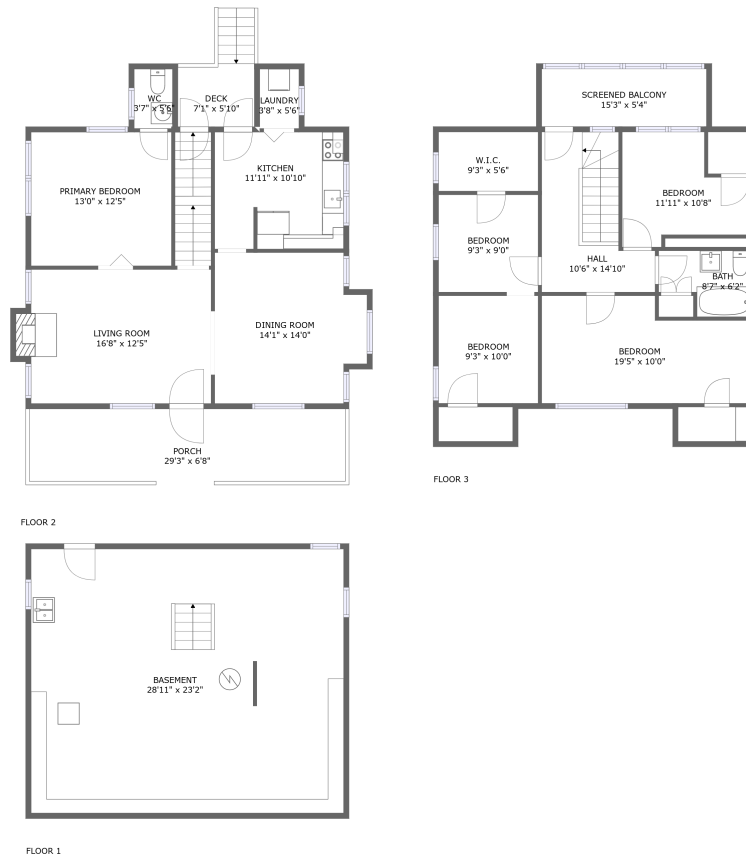 WC
3'7" x 5'6"
DECK
7'1" x 5'10"
LAUNDRY
3'8" x 5'6"
PRIMARY BEDROOM
13'0" x 12'5"
KITCHEN
11'11" x 10'10"
LIVING ROOM
16'8" x 12'5"
DINING ROOM
14'1" x 14'0"
PORCH
29'3" x 6'8"
FLOOR 2
SCREENED BALCONY
15'3" x 5'4"
W.I.C.
9'3" x 5'6"
BEDROOM
11'11" x 10'8"
BEDROOM
9'3" x 9'0"
HALL
10'6" x 14'10"
BATH
8'7" x 6'2"
BEDROOM
9'3" x 10'0"
BEDROOM
19'5" x 10'0"
FLOOR 3
BASEMENT
28'11" x 23'2"
FLOOR 1